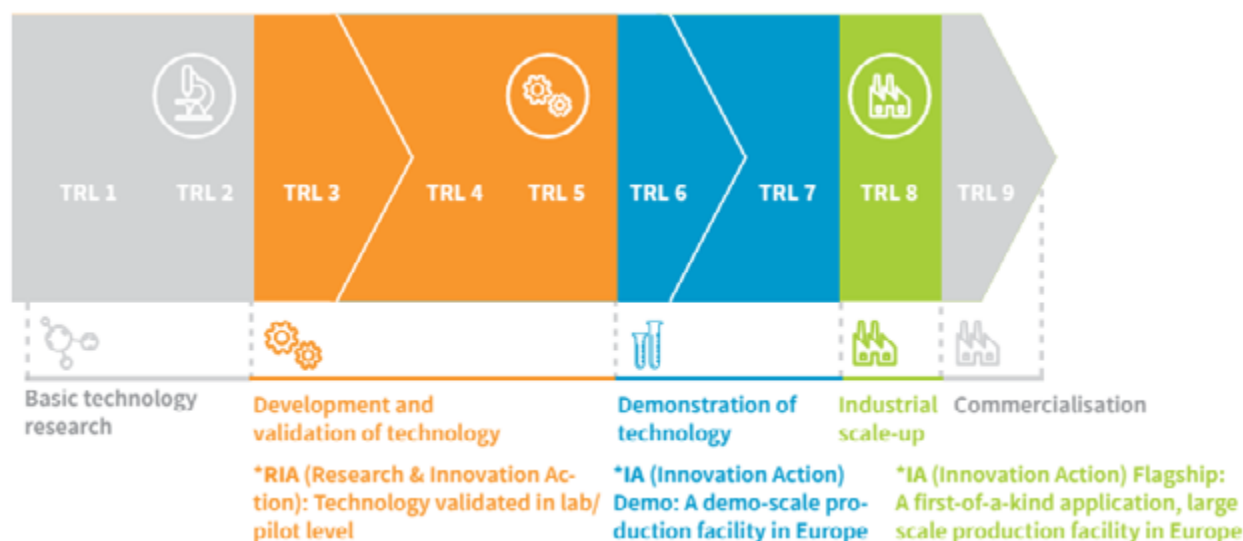 TRL 1 TRL 2 TRL 3 TRL 4 TRL 5 TRL 6 TRL 7 TRL 8 TRL 9
Basic technology
research
Development and
validation of technology
*RIA (Research & Innovation Ac-
tion): Technology validated in lab/
pilot level
Demonstration of
technology
*IA (Innovation Action)
Demo: A demo-scale pro-
duction facility in Europe
Industrial
scale-up
*IA (Innovation Action) Flagship:
A first-of-a-kind application, large
scale production facility in Europe
Commercialisation